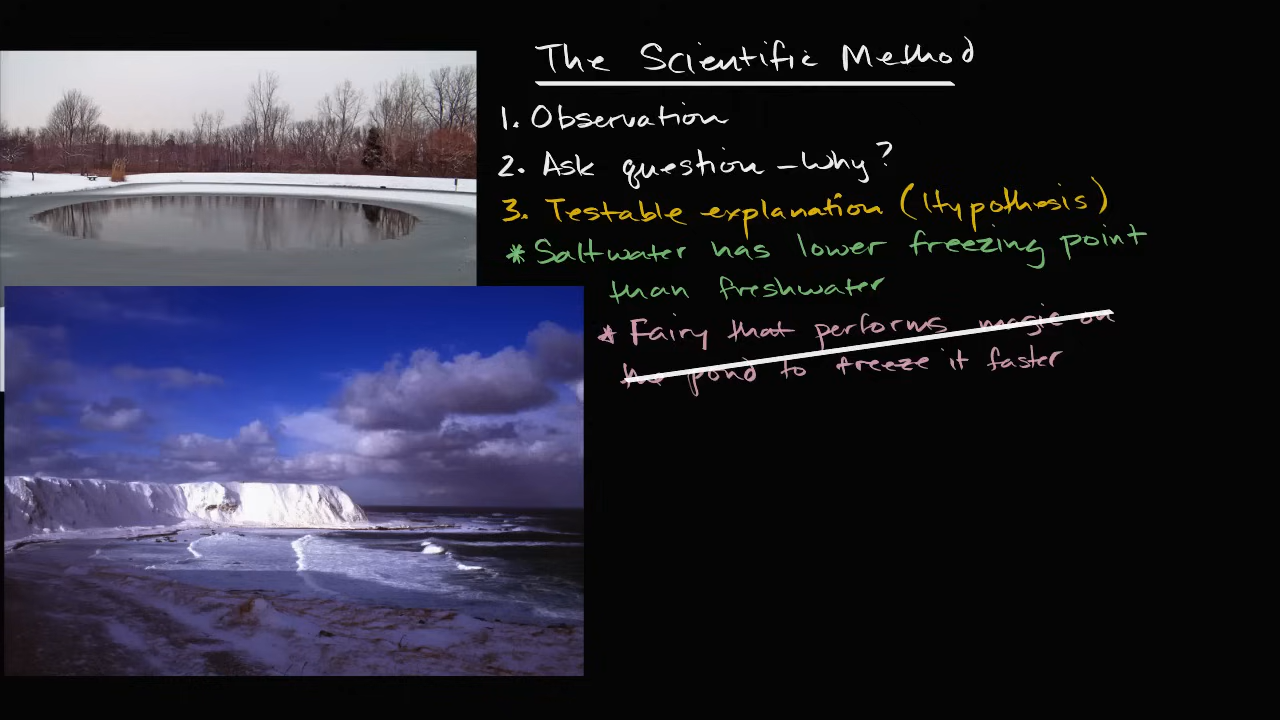 The Scientific Method
1. Observation
2. Ask question - Why?
3. Testable explanation (Hypothesis)
* Saltwater has lower freezing point
than freshwater
* Fairy that performs magic on
the pond to freeze it faster